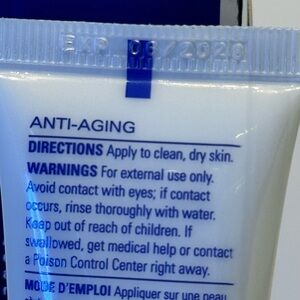 EXP 08/2020
ANTI-AGING
DIRECTIONS Apply to clean, dry skin.
WARNINGS For external use only.
Avoid contact with eyes; if contact
occurs, rinse thoroughly with water.
Keep out of reach of children. If
swallowed, get medical help or contact
a Poison Control Center right away.
MODE D'EMPLOI Appliquer sur une peau